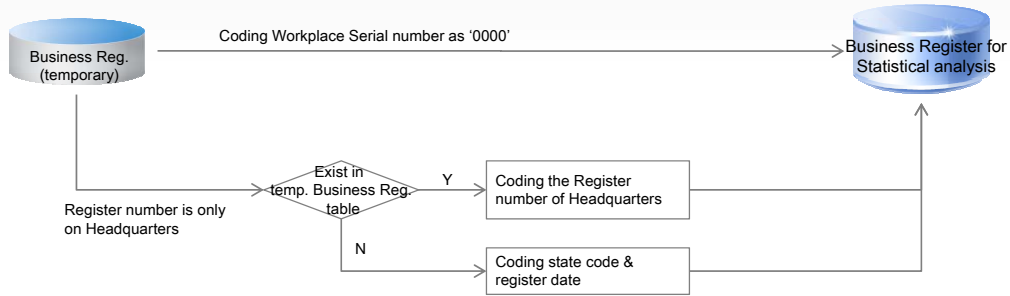 Coding Workplace Serial number as ‘0000’
Business Reg.
(temporary)
Business Register for
Statistical analysis
Exist in
temp. Business Reg.
table
Y
Coding the Register
number of Headquarters
Register number is only
on Headquarters
N
Coding state code &
register date